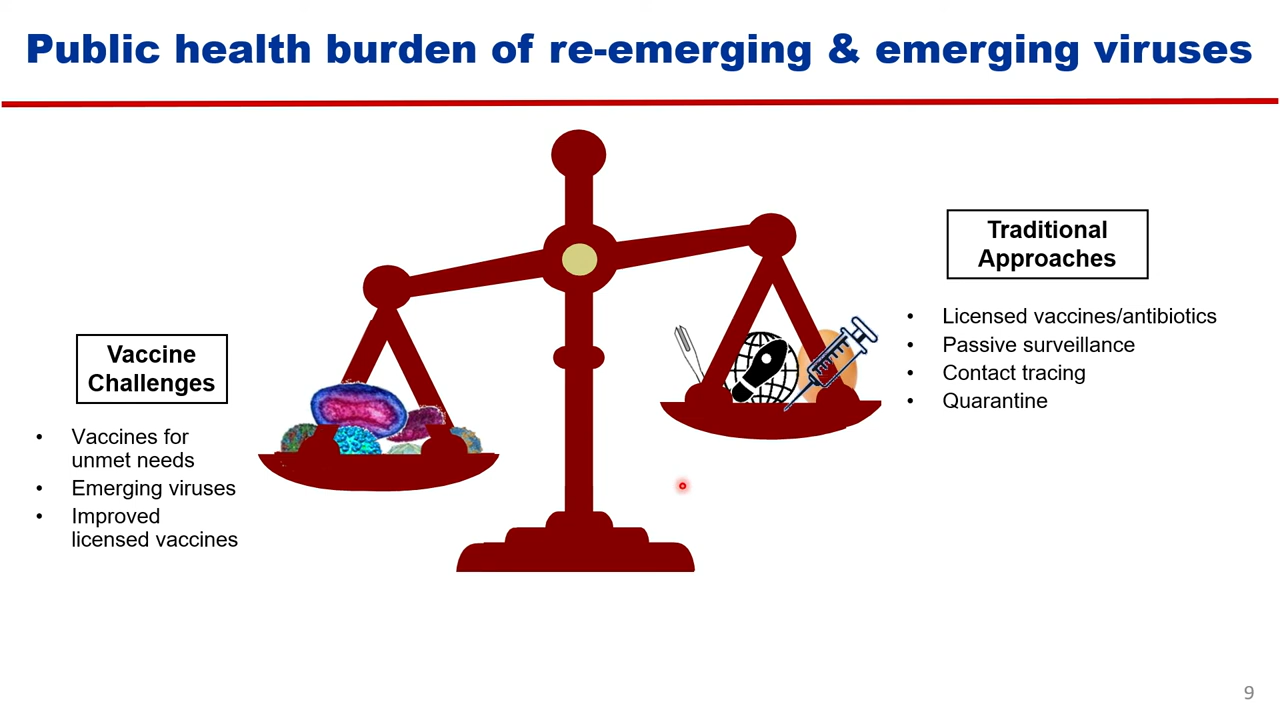 Public health burden of re-emerging & emerging viruses
Vaccine
Challenges
• Vaccines for
unmet needs
• Emerging viruses
• Improved
licensed vaccines
Traditional
Approaches
• Licensed vaccines/antibiotics
• Passive surveillance
• Contact tracing
• Quarantine
9